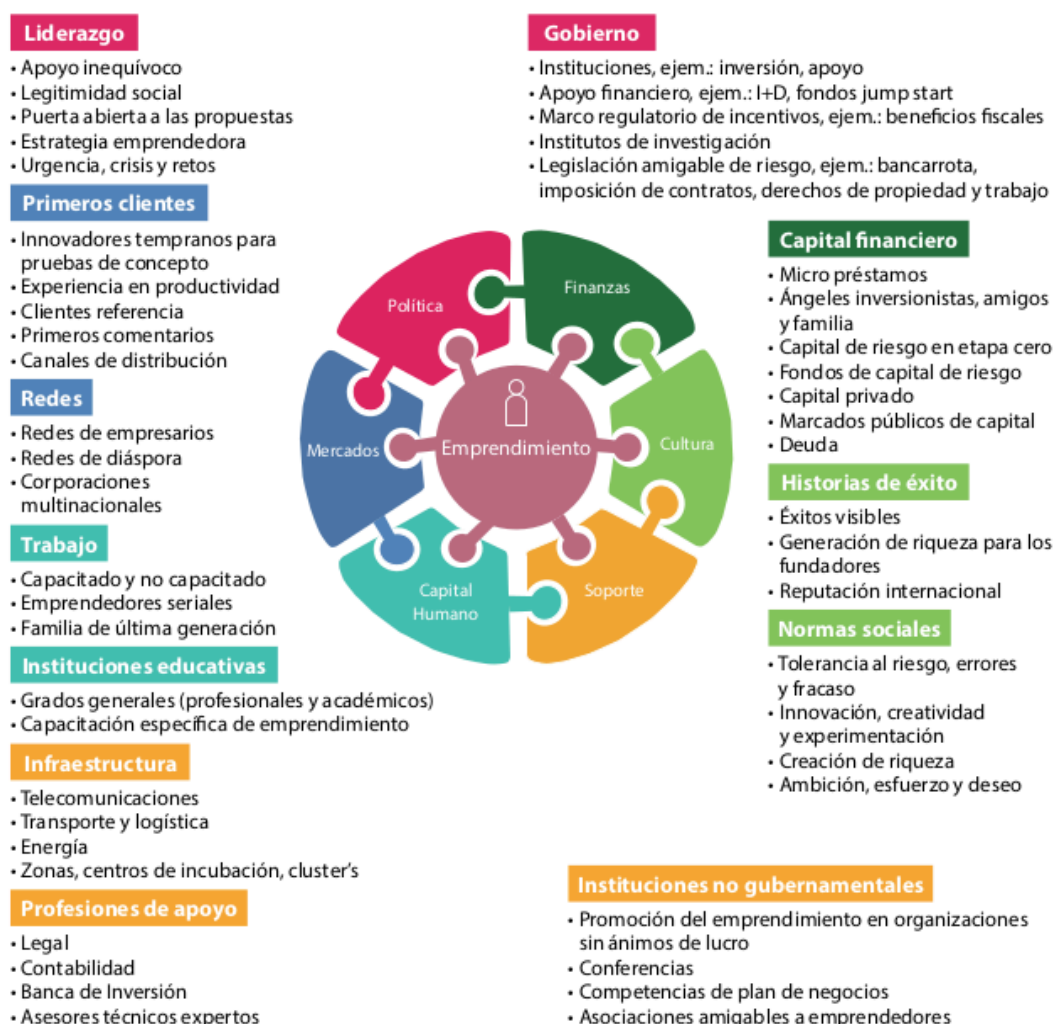 Liderazgo
• Apoyo inequívoco
• Legitimidad social
• Puerta abierta a las propuestas
• Estrategia emprendedora
• Urgencia, crisis y retos
Gobierno
• Instituciones, ejem.: inversión, apoyo
• Apoyo financiero, ejem.: I+D, fondos jump start
• Marco regulatorio de incentivos, ejem.: beneficios fiscales
• Institutos de investigación
• Legislación amigable de riesgo, ejem.: bancarrota,
imposición de contratos, derechos de propiedad y trabajo
Primeros clientes
• Innovadores tempranos para
pruebas de concepto
• Experiencia en productividad
• Clientes referencia
• Primeros comentarios
• Canales de distribución
Redes
• Redes de empresarios
• Redes de diáspora
• Corporaciones
multinacionales
Trabajo
• Capacitado y no capacitado
• Emprendedores seriales
• Familia de última generación
Instituciones educativas
• Grados generales (profesionales y académicos)
• Capacitación específica de emprendimiento
Infraestructura
• Telecomunicaciones
• Transporte y logística
• Energía
• Zonas, centros de incubación, cluster's
Profesiones de apoyo
• Legal
• Contabilidad
• Banca de Inversión
• Asesores técnicos expertos
Política
Finanzas
Mercados
Emprendimiento
Cultura
Capital
Humano
Soporte
Capital financiero
• Micro préstamos
• Ángeles inversionistas, amigos
y familia
• Capital de riesgo en etapa cero
• Fondos de capital de riesgo
• Capital privado
• Marcados públicos de capital
• Deuda
Historias de éxito
• Éxitos visibles
• Generación de riqueza para los
fundadores
• Reputación internacional
Normas sociales
• Tolerancia al riesgo, errores
y fracaso
• Innovación, creatividad
y experimentación
• Creación de riqueza
• Ambición, esfuerzo y deseo
Instituciones no gubernamentales
• Promoción del emprendimiento en organizaciones
sin ánimos de lucro
• Conferencias
• Competencias de plan de negocios
• Asociaciones amigables a emprendedores